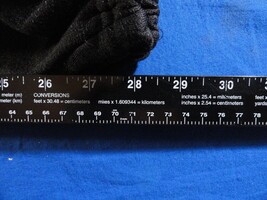 25 26 27 28 29 30
meter (m) CONVERSIONS inches x 25.4 = millimeters feet
meter (km) feet x 30.48 = centimeters miles x 1.609344 = kilometers inches x 2.54 = centimeters yards
64 65 66 67 68 69 70 71 72 73 74 75 76 77 78